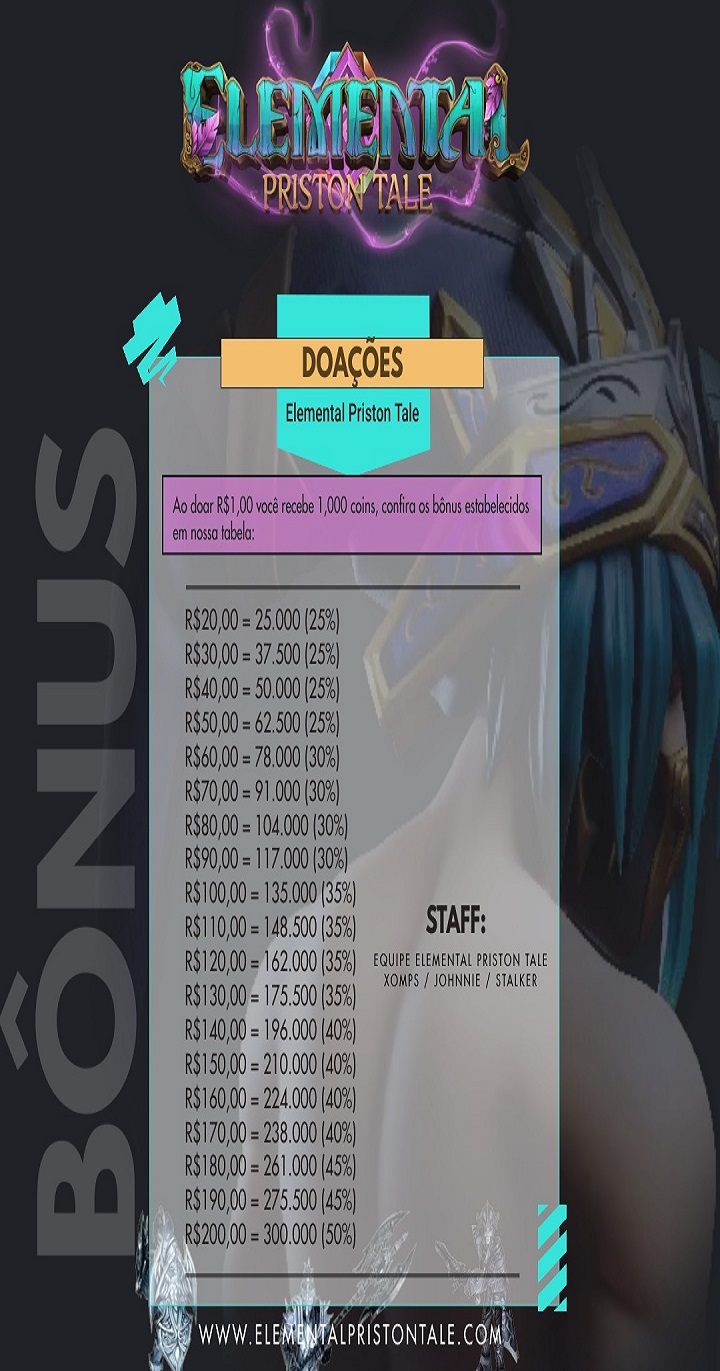 ELEMENTAL
PRISTON TALE
DOAÇÕES
Elemental Priston Tale
BÔNUS
Ao doar R$1,00 você recebe 1,000 coins, confira os bônus estabelecidos
em nossa tabela:
R$20,00 = 25.000 (25%)
R$30,00 = 37.500 (25%)
R$40,00 = 50.000 (25%)
R$50,00 = 62.500 (25%)
R$60,00 = 78.000 (30%)
R$70,00 = 91.000 (30%)
R$80,00 = 104.000 (30%)
R$90,00 = 117.000 (30%)
R$100,00 = 135.000 (35%)
R$110,00 = 148.500 (35%)
R$120,00 = 162.000 (35%)
R$130,00 = 175.500 (35%)
R$140,00 = 196.000 (40%)
R$150,00 = 210.000 (40%)
R$160,00 = 224.000 (40%)
R$170,00 = 238.000 (40%)
R$180,00 = 261.000 (45%)
R$190,00 = 275.500 (45%)
R$200,00 = 300.000 (50%)
STAFF:
EQUIPE ELEMENTAL PRISTON TALE
XOMPS / JOHNNIE / STALKER
WWW.ELEMENTALPRISTONTALE.COM